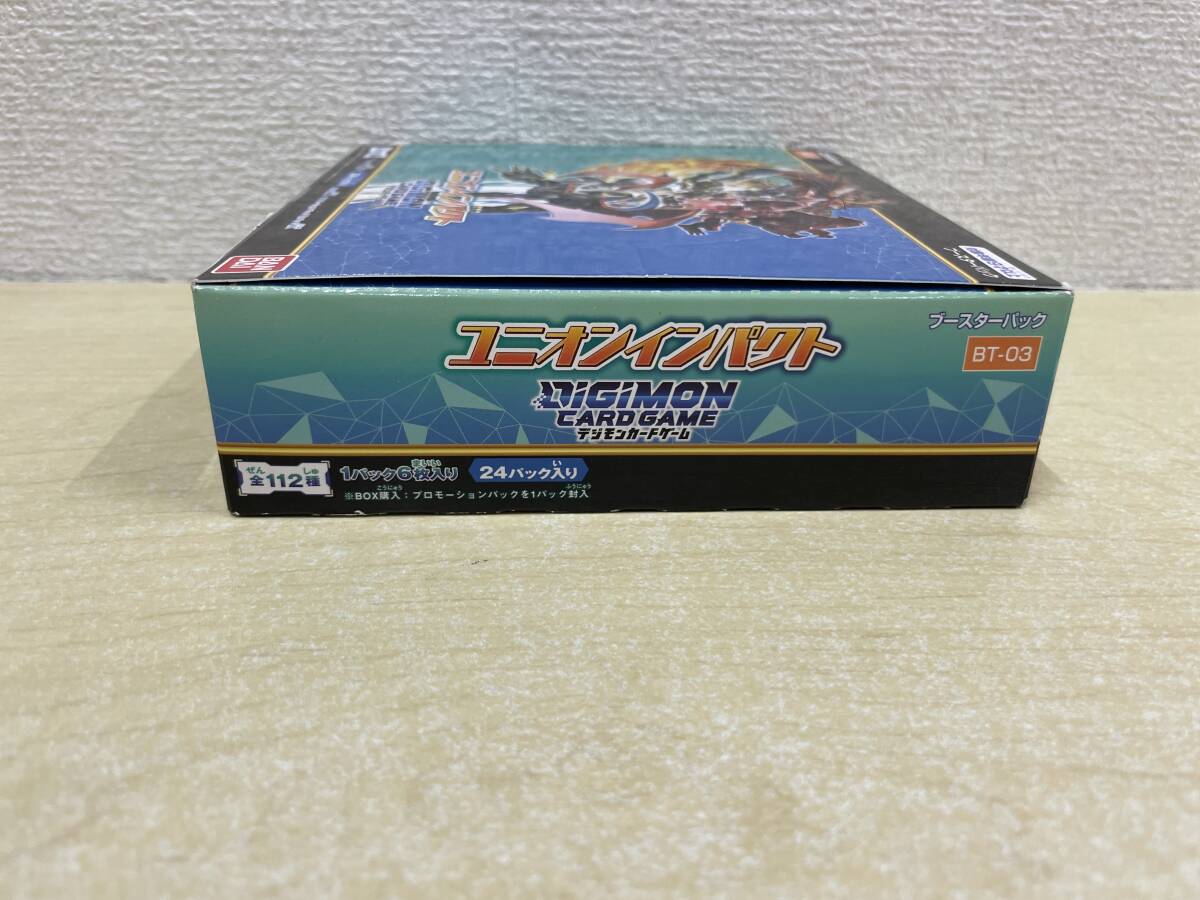 BAN
DAI
ユニオンインパクト
DIGIMON
CARD GAME
デジモンカードゲーム
ブースターパック
BT-03
ぜん しゅ
全112種
まいい
1パック6枚入り
い
24パック入り
こうにゅう ふうにゅう
※BOX購入:プロモーションパックを1パック封入